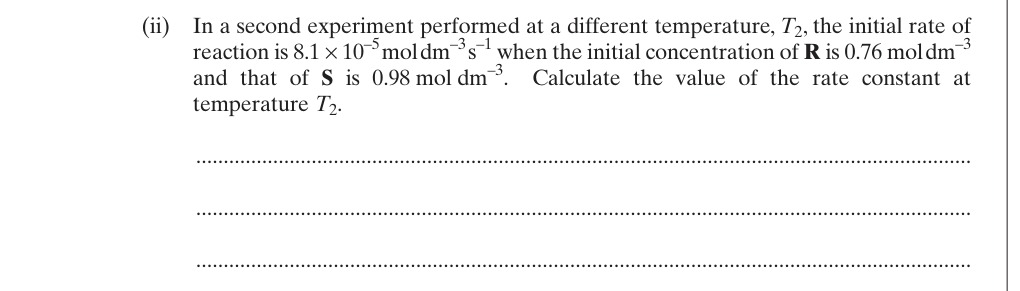 (ii) In a second experiment performed at a different temperature, T₂, the initial rate of
reaction is 8.1 × 10⁻⁵ mol dm⁻³ s⁻¹ when the initial concentration of R is 0.76 mol dm⁻³
and that of S is 0.98 mol dm⁻³. Calculate the value of the rate constant at
temperature T₂.